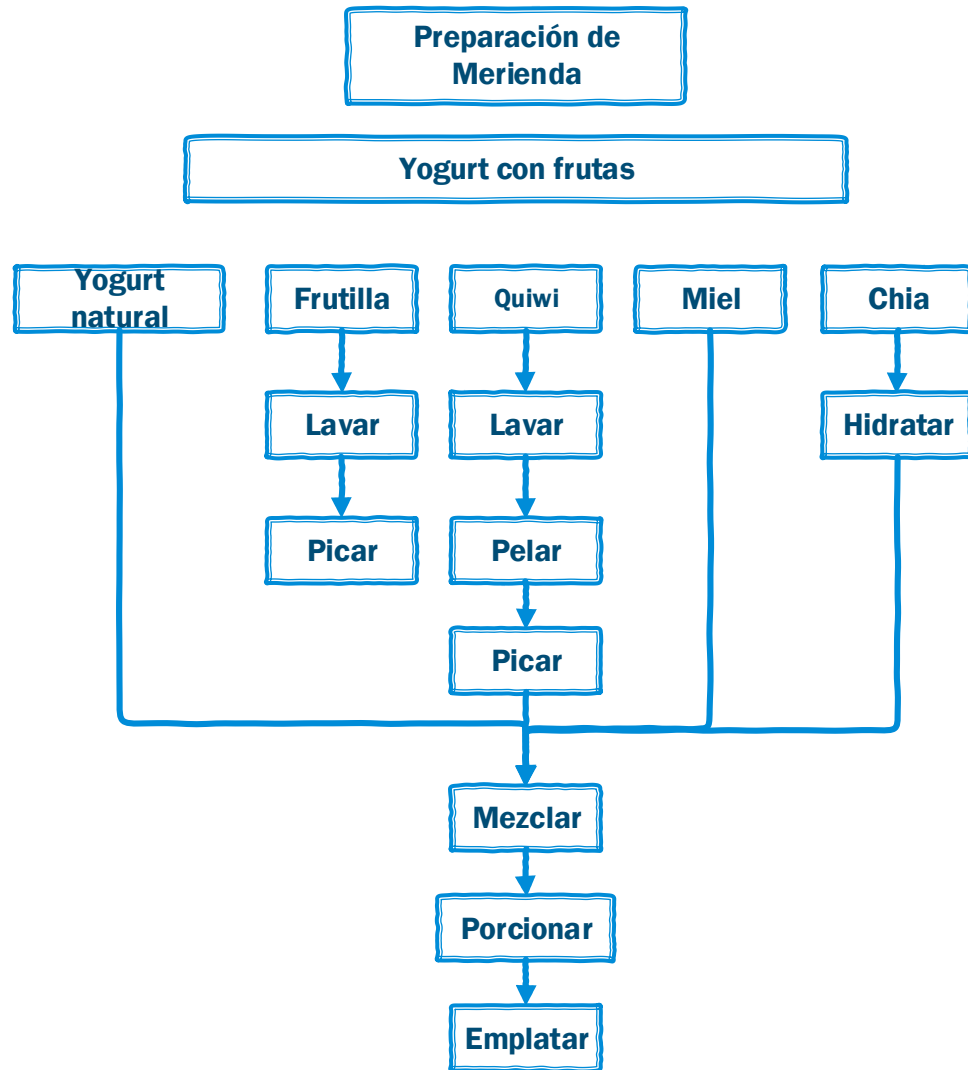 Preparación de
Merienda
Yogurt con frutas
Yogurt
natural
Frutilla
Quiwi
Miel
Chia
Lavar
Lavar
Hidratar
Picar
Pelar
Picar
Mezclar
Porcionar
Emplatar